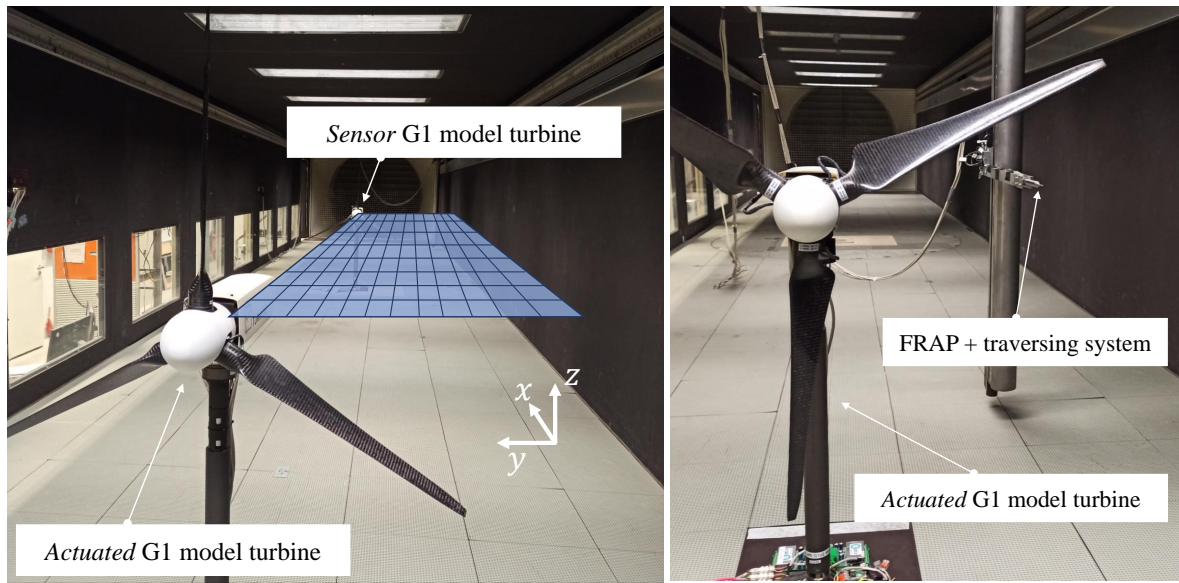 Sensor G1 model turbine
z
x
y
Actuated G1 model turbine
FRAP + traversing system
Actuated G1 model turbine